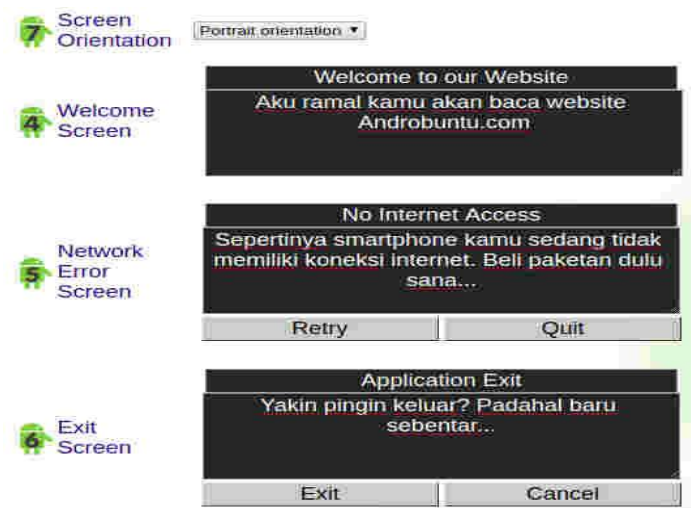 7 Screen Orientation
Portrait orientation ▼
4 Welcome Screen
Welcome to our Website
Aku ramal kamu akan baca website
Androbuntu.com
5 Network Error Screen
No Internet Access
Sepertinya smartphone kamu sedang tidak
memiliki koneksi internet. Beli paketan dulu
sana...
Retry
Quit
6 Exit Screen
Application Exit
Yakin pingin keluar? Padahal baru
sebentar...
Exit
Cancel